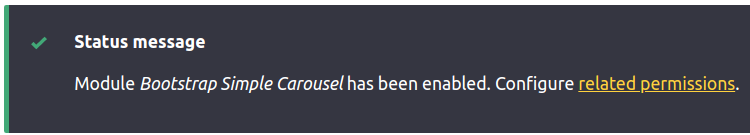 Status message
Module Bootstrap Simple Carousel has been enabled. Configure related permissions.